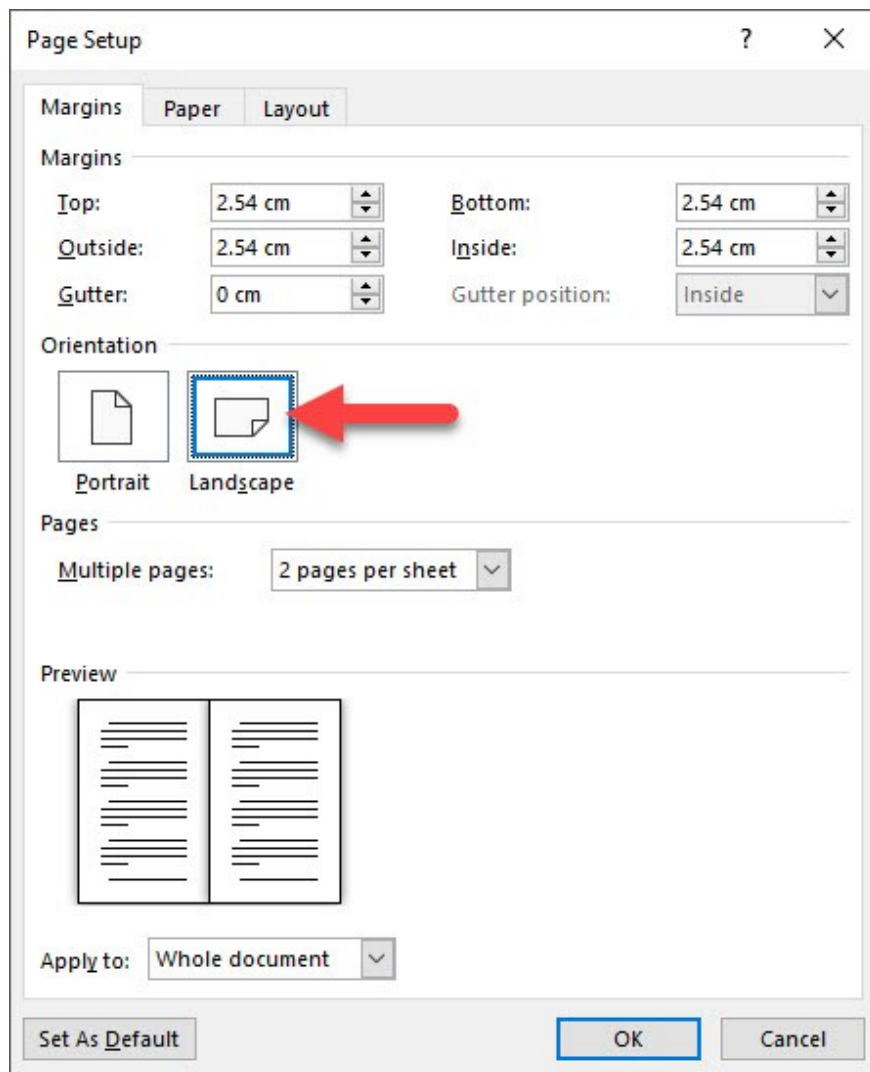 Page Setup ?
Margins Paper Layout
Margins
Top: 2.54 cm Bottom: 2.54 cm
Outside: 2.54 cm Inside: 2.54 cm
Gutter: 0 cm Gutter position: Inside
Orientation
Portrait Landscape
Pages
Multiple pages: 2 pages per sheet
Preview
Apply to: Whole document
Set As Default OK Cancel